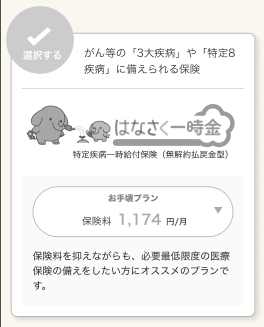 選択する
がん等の「3大疾病」や「特定8
疾病」に備えられる保険
はなさく一時金
特定疾病一時給付保険（無解約払戻金型）
お手頃プラン
保険料 1,174 円/月
保険料を抑えながらも、必要最低限度の医療
保険の備えをしたい方にオススメのプランで
す。